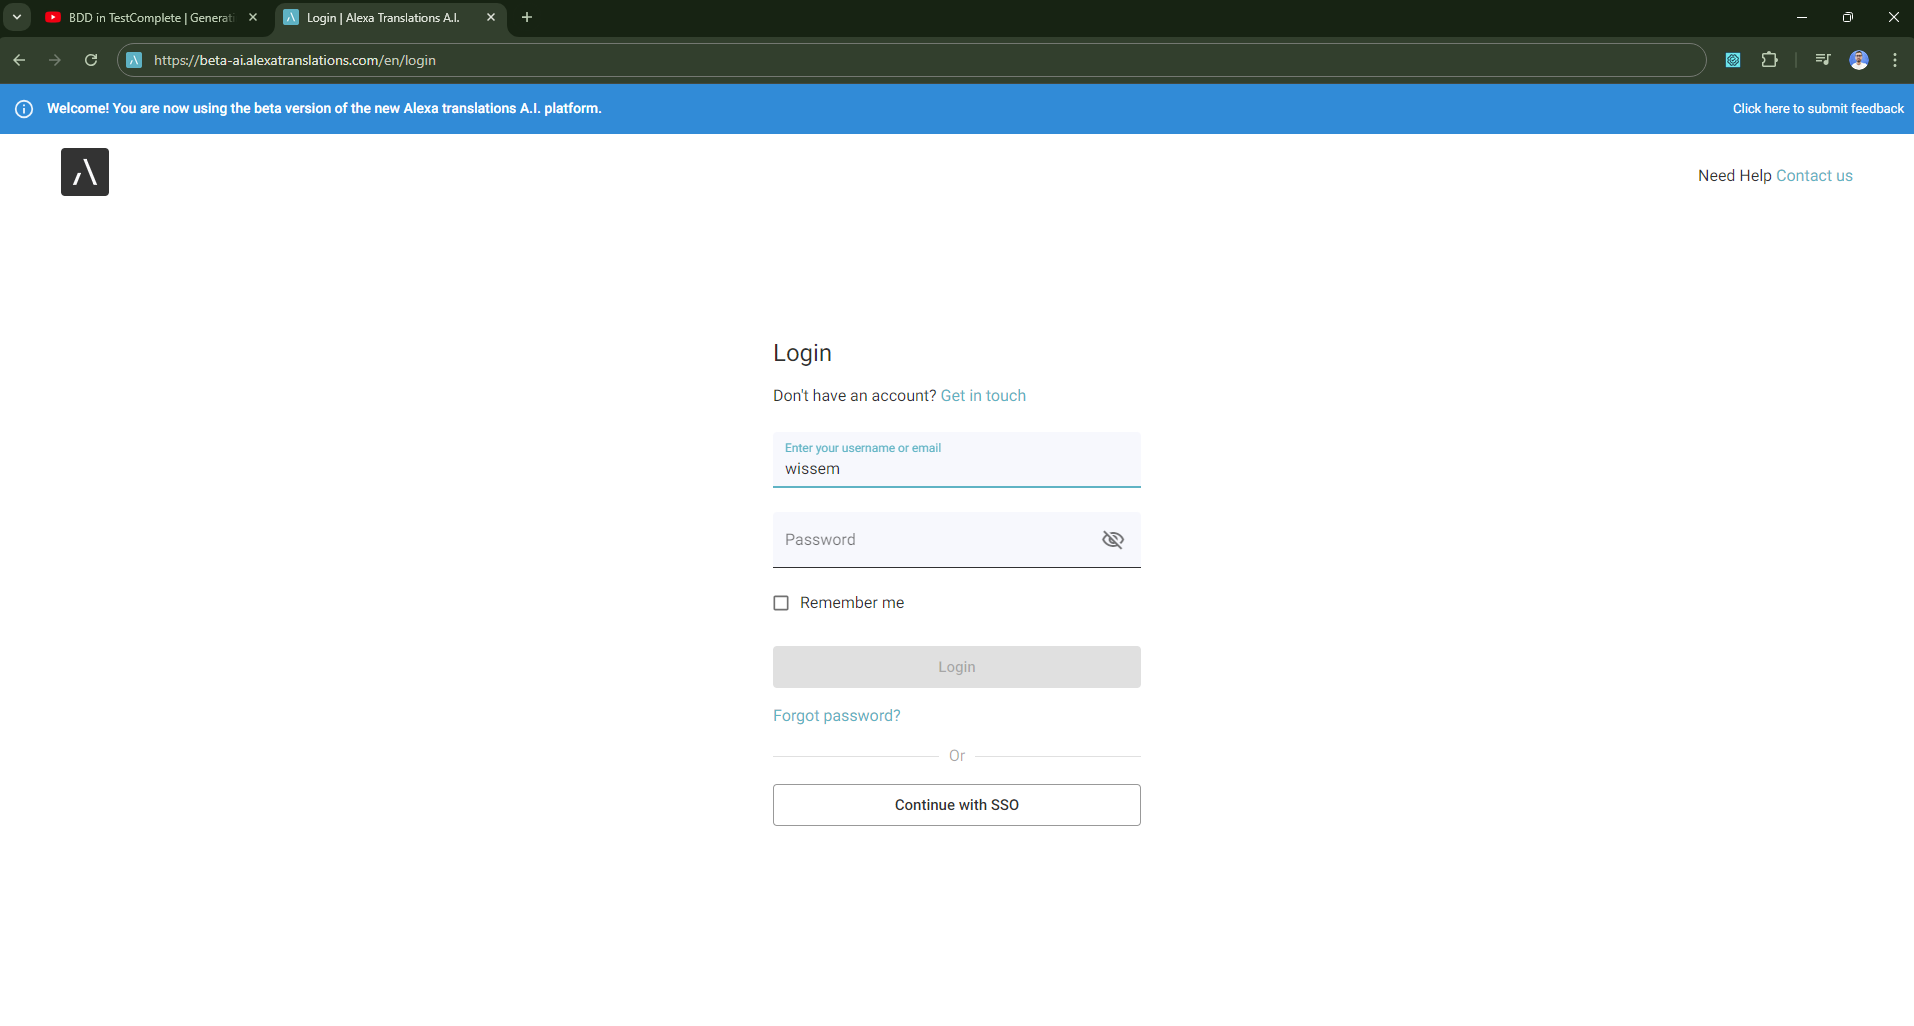 BDD in TestComplete | Generati
Login | Alexa Translations A.I.
https://beta-ai.alexatranslations.com/en/login
Welcome! You are now using the beta version of the new Alexa translations A.I. platform.
Click here to submit feedback
Need Help Contact us
Login
Don't have an account? Get in touch
Enter your username or email
wissem
Password
Remember me
Login
Forgot password?
Or
Continue with SSO